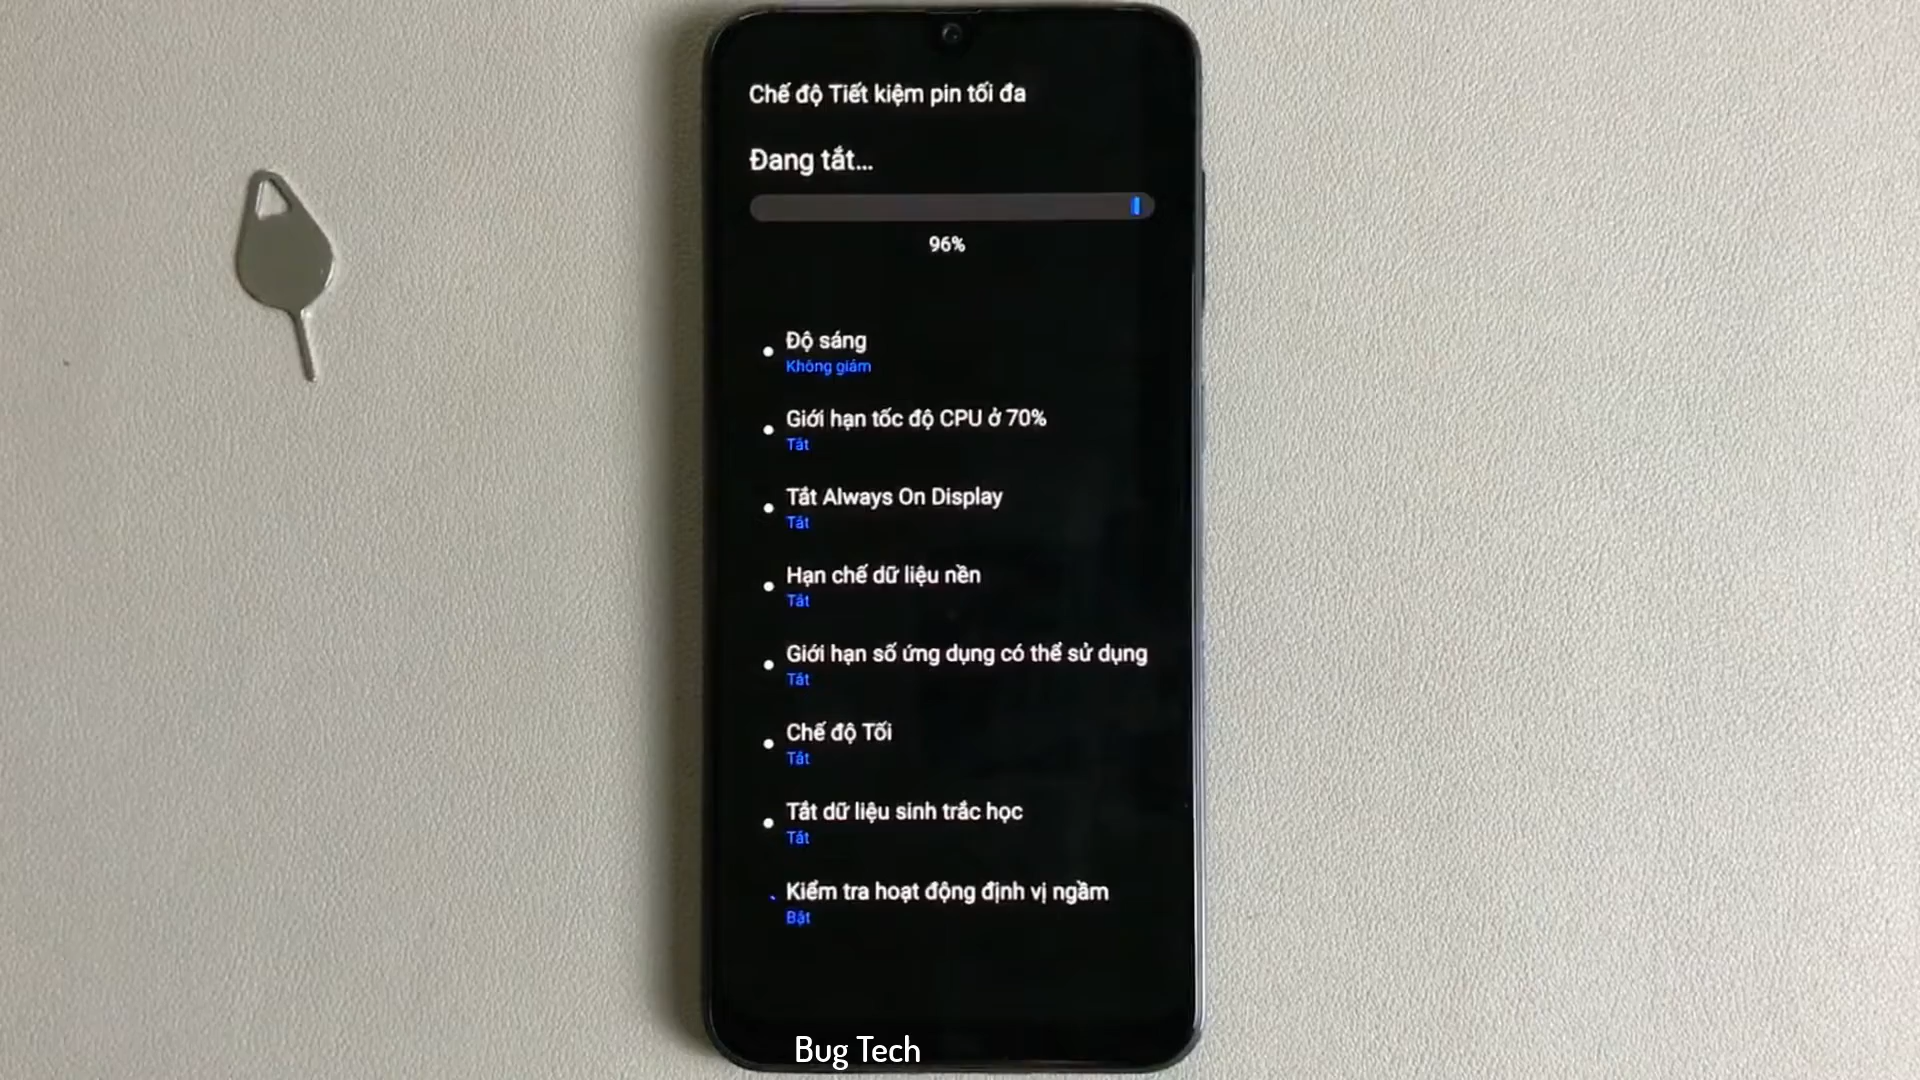 Chế độ Tiết kiệm pin tối đa
Đang tắt...
96%
Độ sáng
Không giảm
Giới hạn tốc độ CPU ở 70%
Tắt
Tắt Always On Display
Tắt
Hạn chế dữ liệu nền
Tắt
Giới hạn số ứng dụng có thể sử dụng
Tắt
Chế độ Tối
Tắt
Tắt dữ liệu sinh trắc học
Tắt
Kiểm tra hoạt động định vị ngầm
Bật
Bug Tech